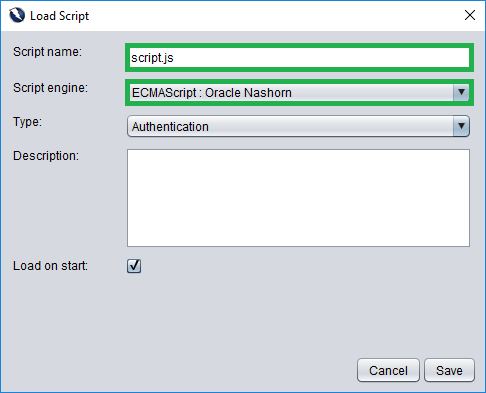 Load Script
Script name:
script.js
Script engine:
ECMAScript : Oracle Nashorn
Type:
Authentication
Description:
Load on start:
Cancel
Save